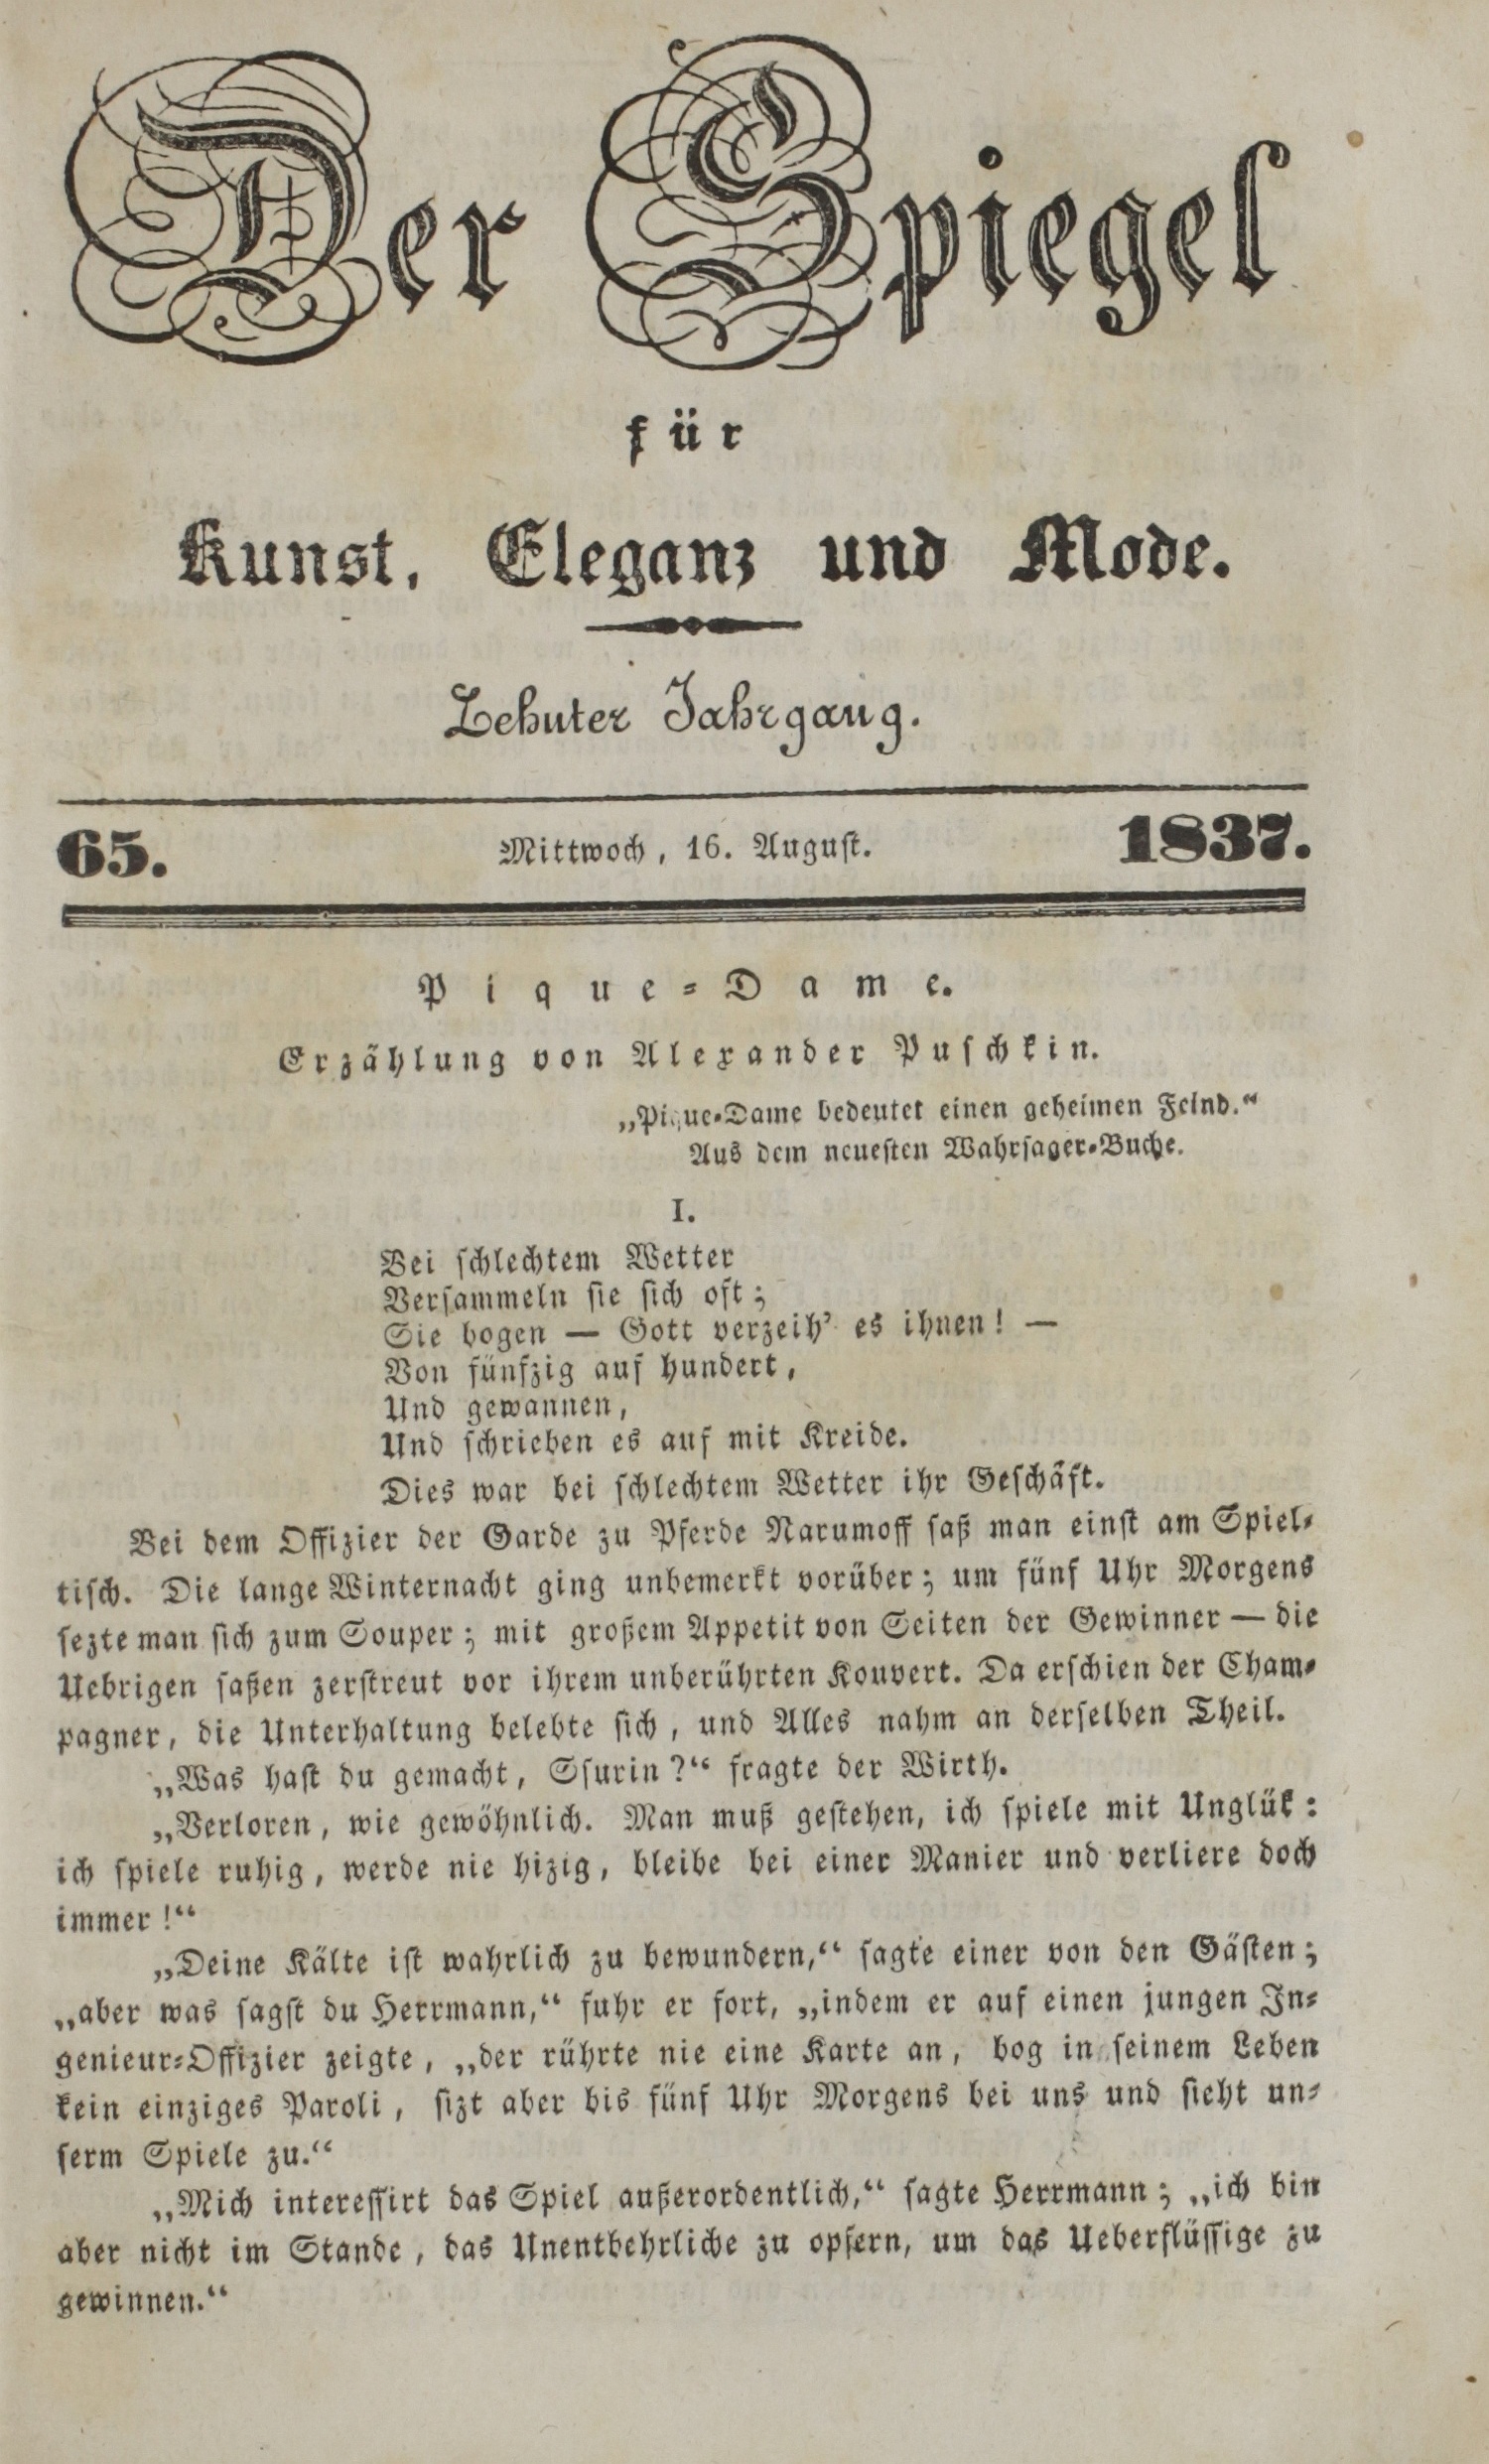 Der Spiegel
für
Kunst, Eleganz und Mode.
Zehnter Jahrgang.
65. Mittwoch, 16. August. 1837.
Pique-Dame.
Erzählung von Alexander Puschkin.
„Pique-Dame bedeutet einen geheimen Feind.“
Aus dem neuesten Wahrsager-Buche.
I.
Bei schlechtem Wetter
Versammeln sie sich oft;
Sie bogen — Gott verzeih’ es ihnen! —
Von fünfzig auf hundert,
Und gewannen,
Und schrieben es auf mit Kreide.
Dies war bei schlechtem Wetter ihr Geschäft.
Bei dem Offizier der Garde zu Pferde Narumoff saß man einst am Spiel-
tisch. Die lange Winternacht ging unbemerkt vorüber; um fünf Uhr Morgens
sezte man sich zum Souper; mit großem Appetit von Seiten der Gewinner — die
Uebrigen saßen zerstreut vor ihrem unberührten Kouvert. Da erschien der Cham-
pagner, die Unterhaltung belebte sich, und Alles nahm an derselben Theil.
„Was hast du gemacht, Ssurin?“ fragte der Wirth.
„Verloren, wie gewöhnlich. Man muß gestehen, ich spiele mit Unglük:
ich spiele ruhig, werde nie hizig, bleibe bei einer Manier und verliere doch
immer!“
„Deine Kälte ist wahrlich zu bewundern,“ sagte einer von den Gästen;
„aber was sagst du Herrmann,“ fuhr er fort, „indem er auf einen jungen In-
genieur-Offizier zeigte, „der rührte nie eine Karte an, bog in seinem Leben
kein einziges Paroli, sizt aber bis fünf Uhr Morgens bei uns und sieht un-
serm Spiele zu.“
„Mich interessirt das Spiel außerordentlich,“ sagte Herrmann; „ich bin
aber nicht im Stande, das Unentbehrliche zu opfern, um das Ueberflüssige zu
gewinnen.“